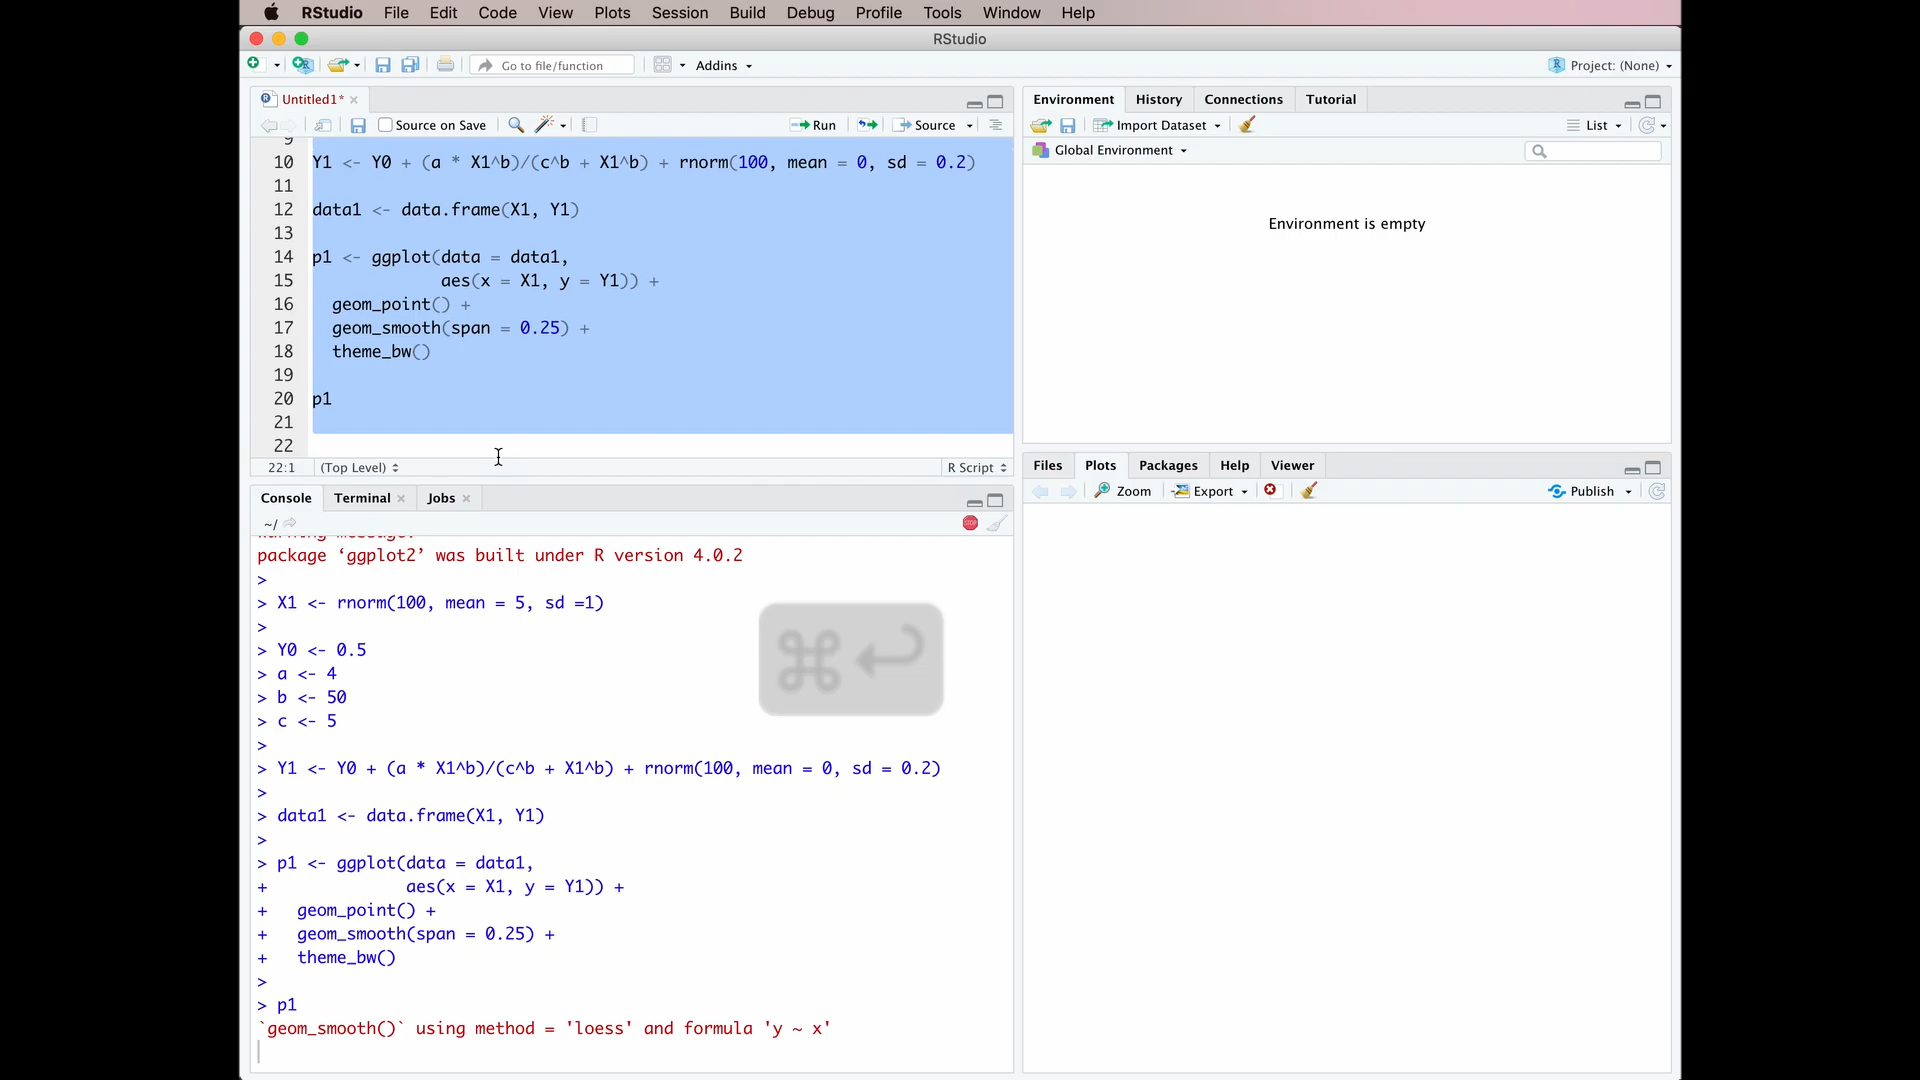 RStudio File Edit Code View Plots Session Build Debug Profile Tools Window Help
RStudio
Go to file/function Addins Project: (None)
Untitled1*
Source on Save Run Source
9
10 Y1 <- Y0 + (a * X1^b)/(c^b + X1^b) + rnorm(100, mean = 0, sd = 0.2)
11
12 data1 <- data.frame(X1, Y1)
13
14 p1 <- ggplot(data = data1,
15 aes(x = X1, y = Y1)) +
16 geom_point() +
17 geom_smooth(span = 0.25) +
18 theme_bw()
19
20 p1
21
22
22:1 (Top Level) R Script
Console Terminal Jobs
~/
STOP
Warning message:
package ‘ggplot2’ was built under R version 4.0.2
>
> X1 <- rnorm(100, mean = 5, sd =1)
>
> Y0 <- 0.5
> a <- 4
> b <- 50
> c <- 5
>
> Y1 <- Y0 + (a * X1^b)/(c^b + X1^b) + rnorm(100, mean = 0, sd = 0.2)
>
> data1 <- data.frame(X1, Y1)
>
> p1 <- ggplot(data = data1,
+ aes(x = X1, y = Y1)) +
+ geom_point() +
+ geom_smooth(span = 0.25) +
+ theme_bw()
>
> p1
`geom_smooth()` using method = 'loess' and formula 'y ~ x'
⌘ ↩
Environment History Connections Tutorial
Import Dataset List
Global Environment
Environment is empty
Files Plots Packages Help Viewer
Zoom Export Publish